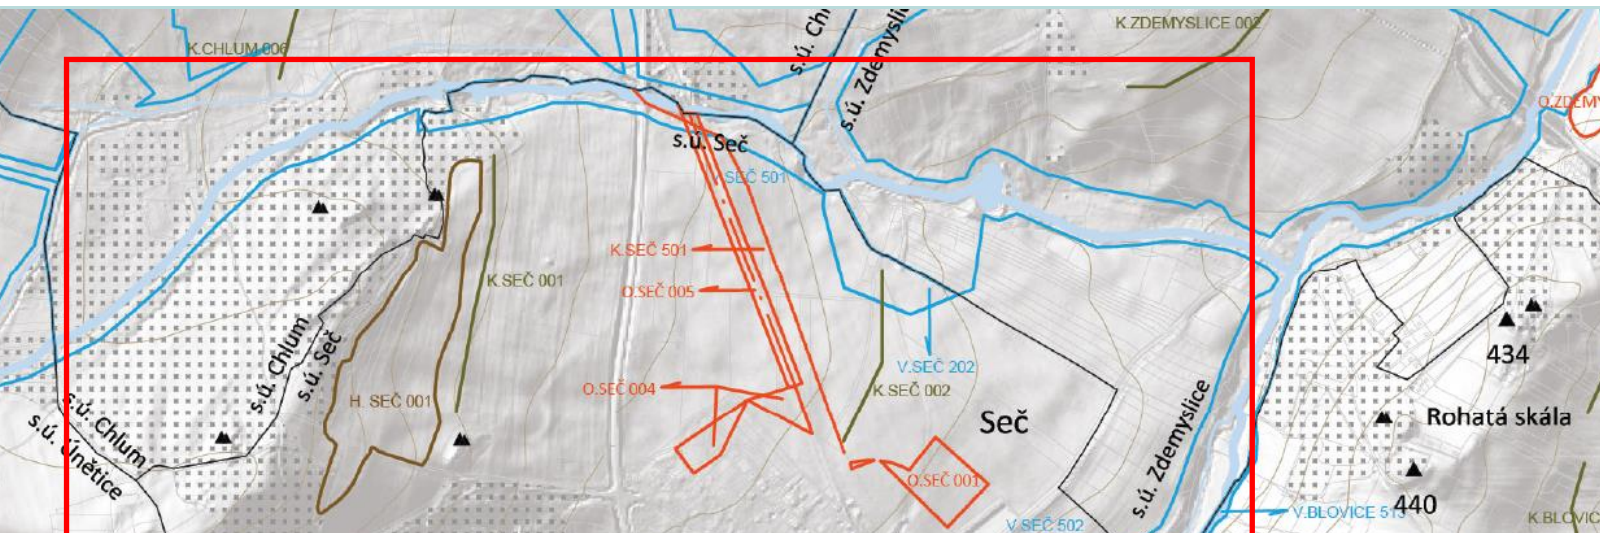 K.CHLUM 006
s.ú. Chl
s.ú. Zdemyslic
K.ZDEMYSLICE 002
O.ZDEMY
s.ú. Seč
SEČ 501
K.SEČ 501
K.SEČ 001
O.SEČ 005
s.ú. Chlum
s.ú. Seč
434
V.SEČ 202
O.SEČ 004
K.SEČ 002
H. SEČ 001
s.ú. Chlum
s.ú. Únětice
Seč
s.ú. Zdemyslice
Rohatá skála
O.SEČ 001
440
V.SEČ 502
V.BLOVICE 513
K.BLOVIC